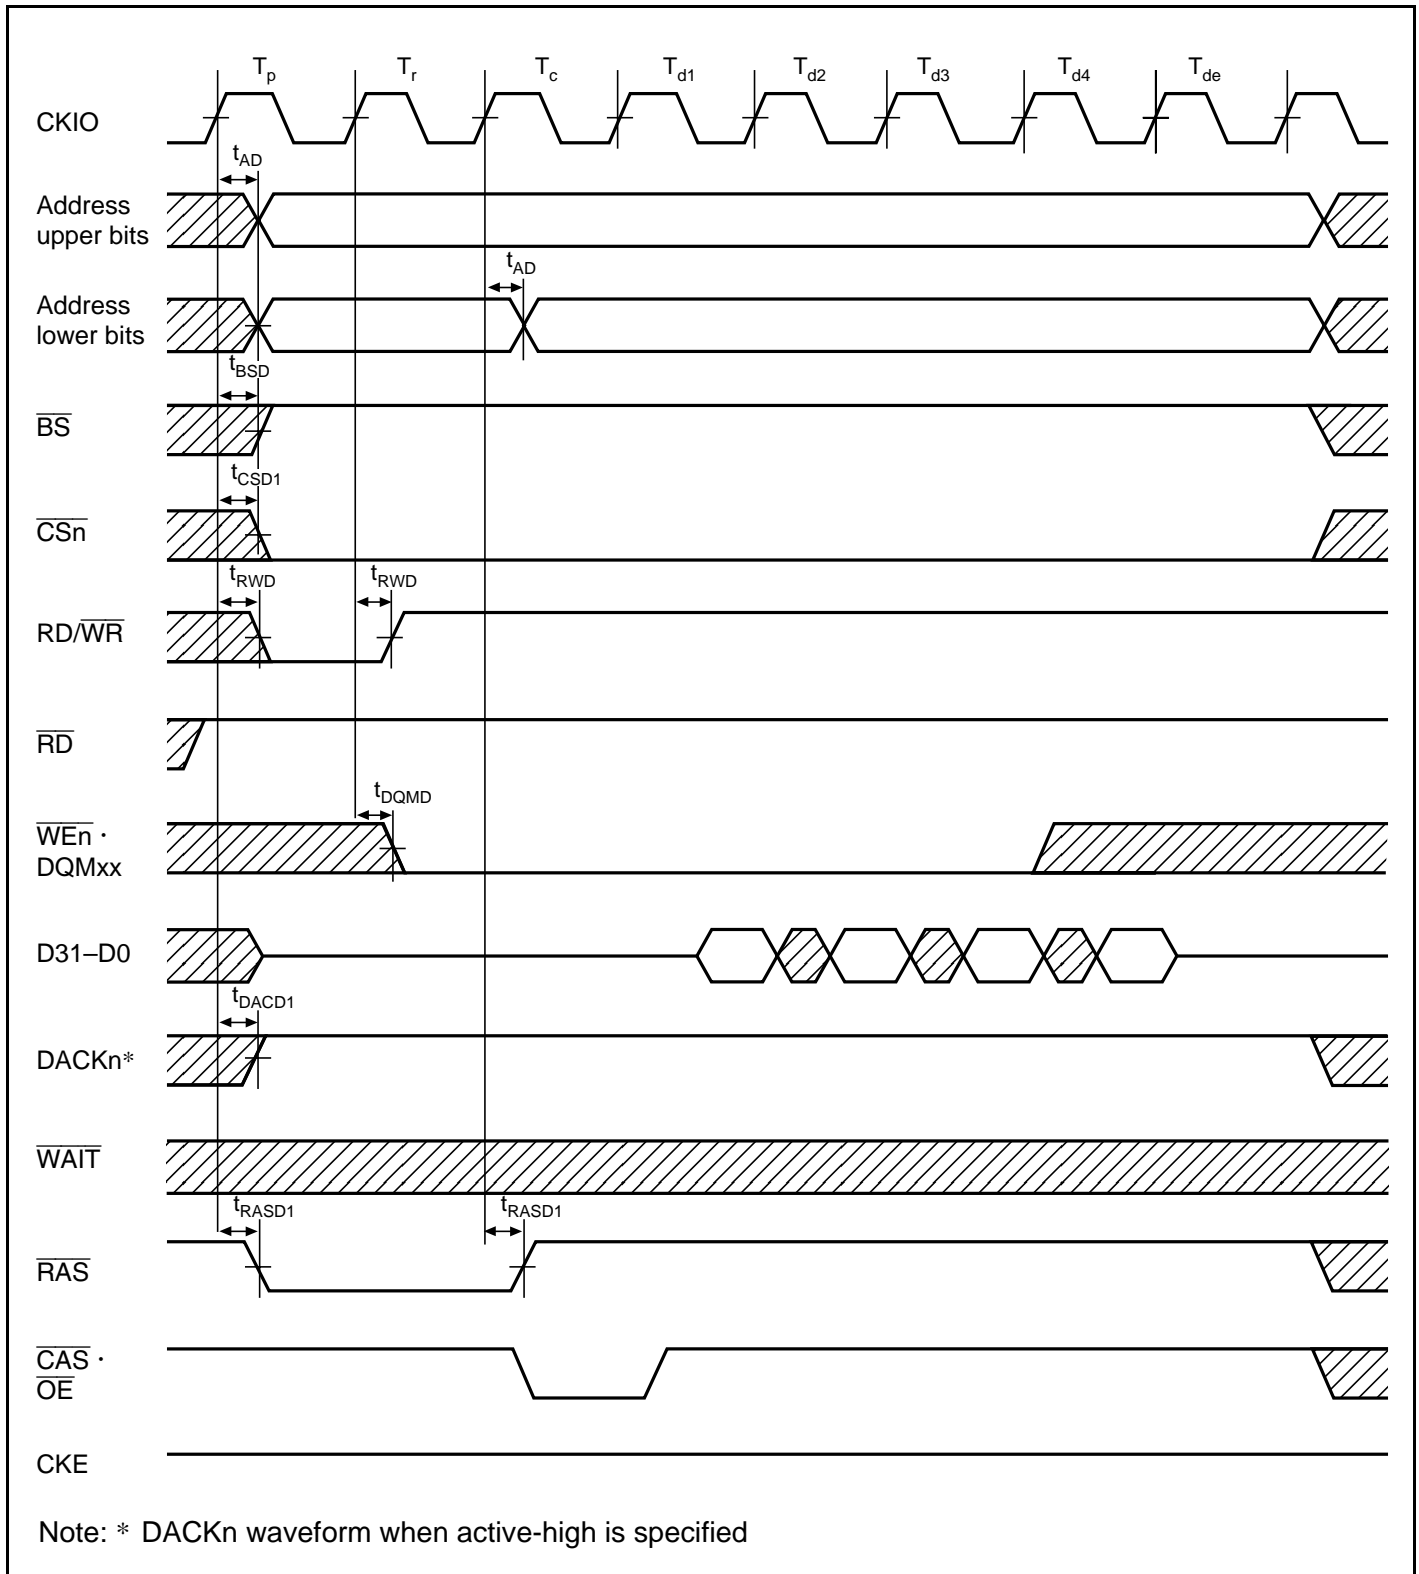 Tp Tr Tc Td1 Td2 Td3 Td4 Tde
CKIO
tAD
Address
upper bits
tAD
Address
lower bits
tBSD
BS
tCSD1
CSn
tRWD tRWD
RD/WR
RD
tDQMD
WEn ·
DQMxx
D31–D0
tDACD1
DACKn*
WAIT
tRASD1 tRASD1
RAS
CAS ·
OE
CKE
Note: * DACKn waveform when active-high is specified